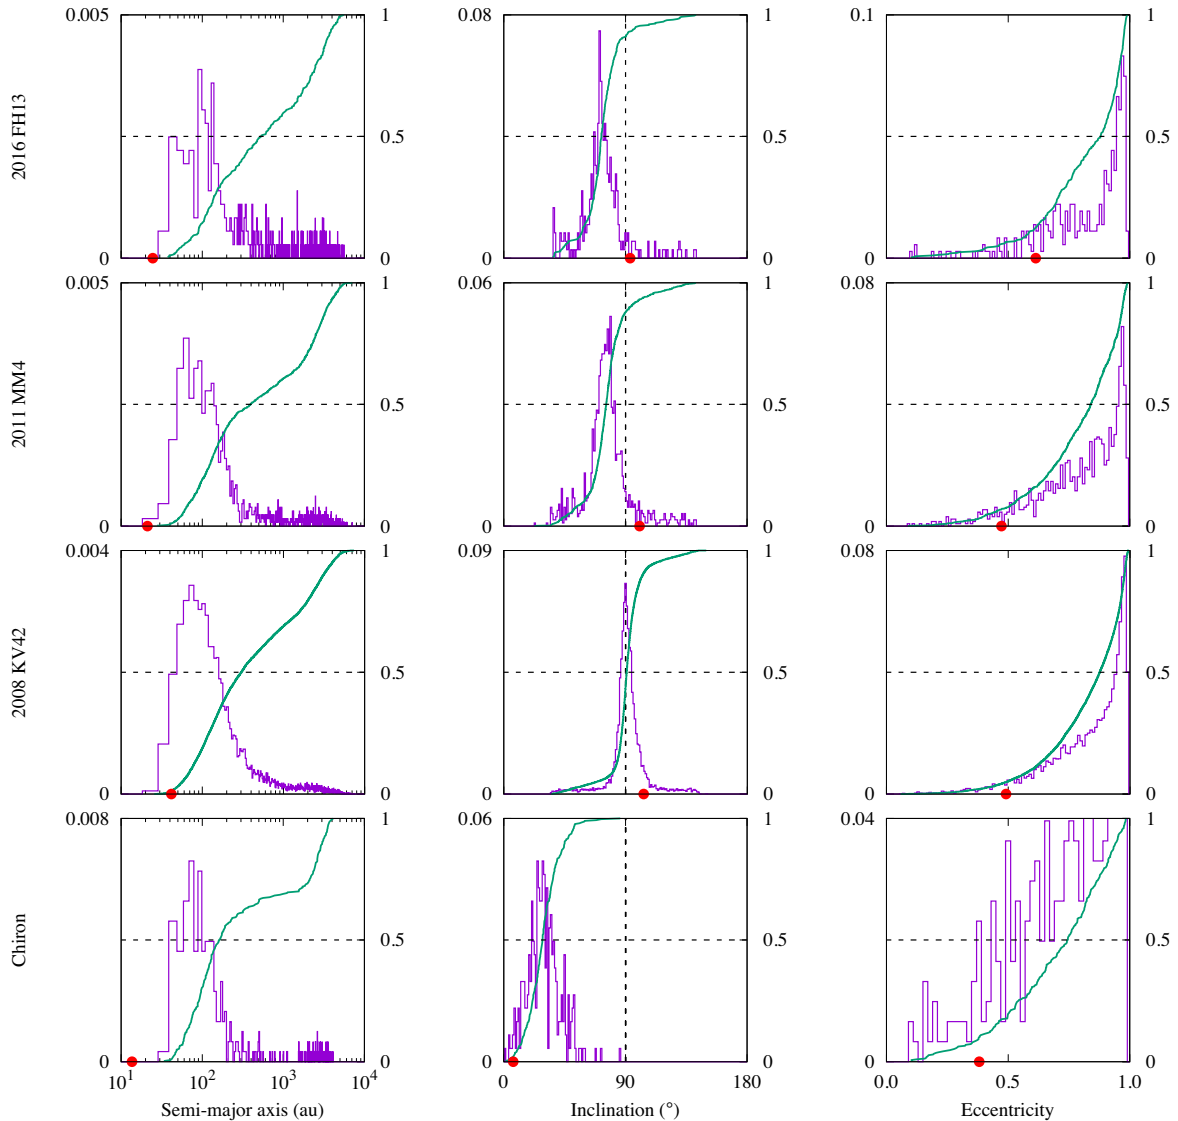 0.005 1 0.08 1 0.1 1
2016 FH13
0.5 0.5 0.5
0 0 0 0 0 0
0.005 1 0.06 1 0.08 1
2011 MM4
0.5 0.5 0.5
0 0 0 0 0 0
0.004 1 0.09 1 0.08 1
2008 KV42
0.5 0.5 0.5
0 0 0 0 0 0
0.008 1 0.06 1 0.04 1
Chiron
0.5 0.5 0.5
0 0 0 0 0 0
10¹ 10² 10³ 10⁴ 0 90 180 0.0 0.5 1.0
Semi-major axis (au) Inclination (°) Eccentricity